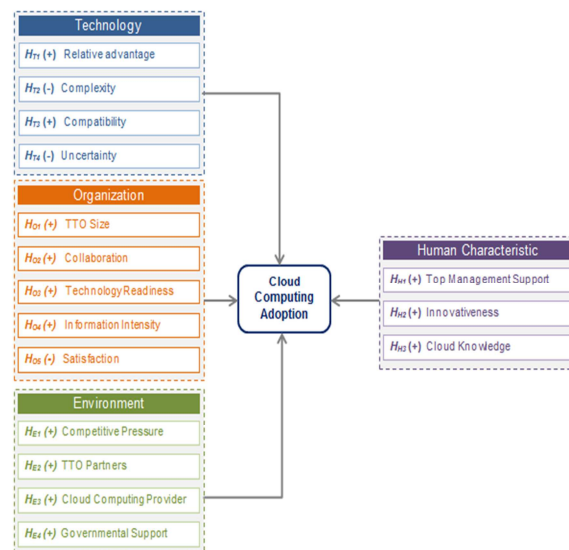 Technology
HT1 (+) Relative advantage
HT2 (-) Complexity
HT3 (+) Compatibility
HT4 (-) Uncertainty
Organization
HO1 (+) TTO Size
HO2 (+) Collaboration
HO3 (+) Technology Readiness
HO4 (+) Information Intensity
HO5 (-) Satisfaction
Environment
HE1 (+) Competitive Pressure
HE2 (+) TTO Partners
HE3 (+) Cloud Computing Provider
HE4 (+) Governmental Support
Cloud
Computing
Adoption
Human Characteristic
HH1 (+) Top Management Support
HH2 (+) Innovativeness
HH3 (+) Cloud Knowledge